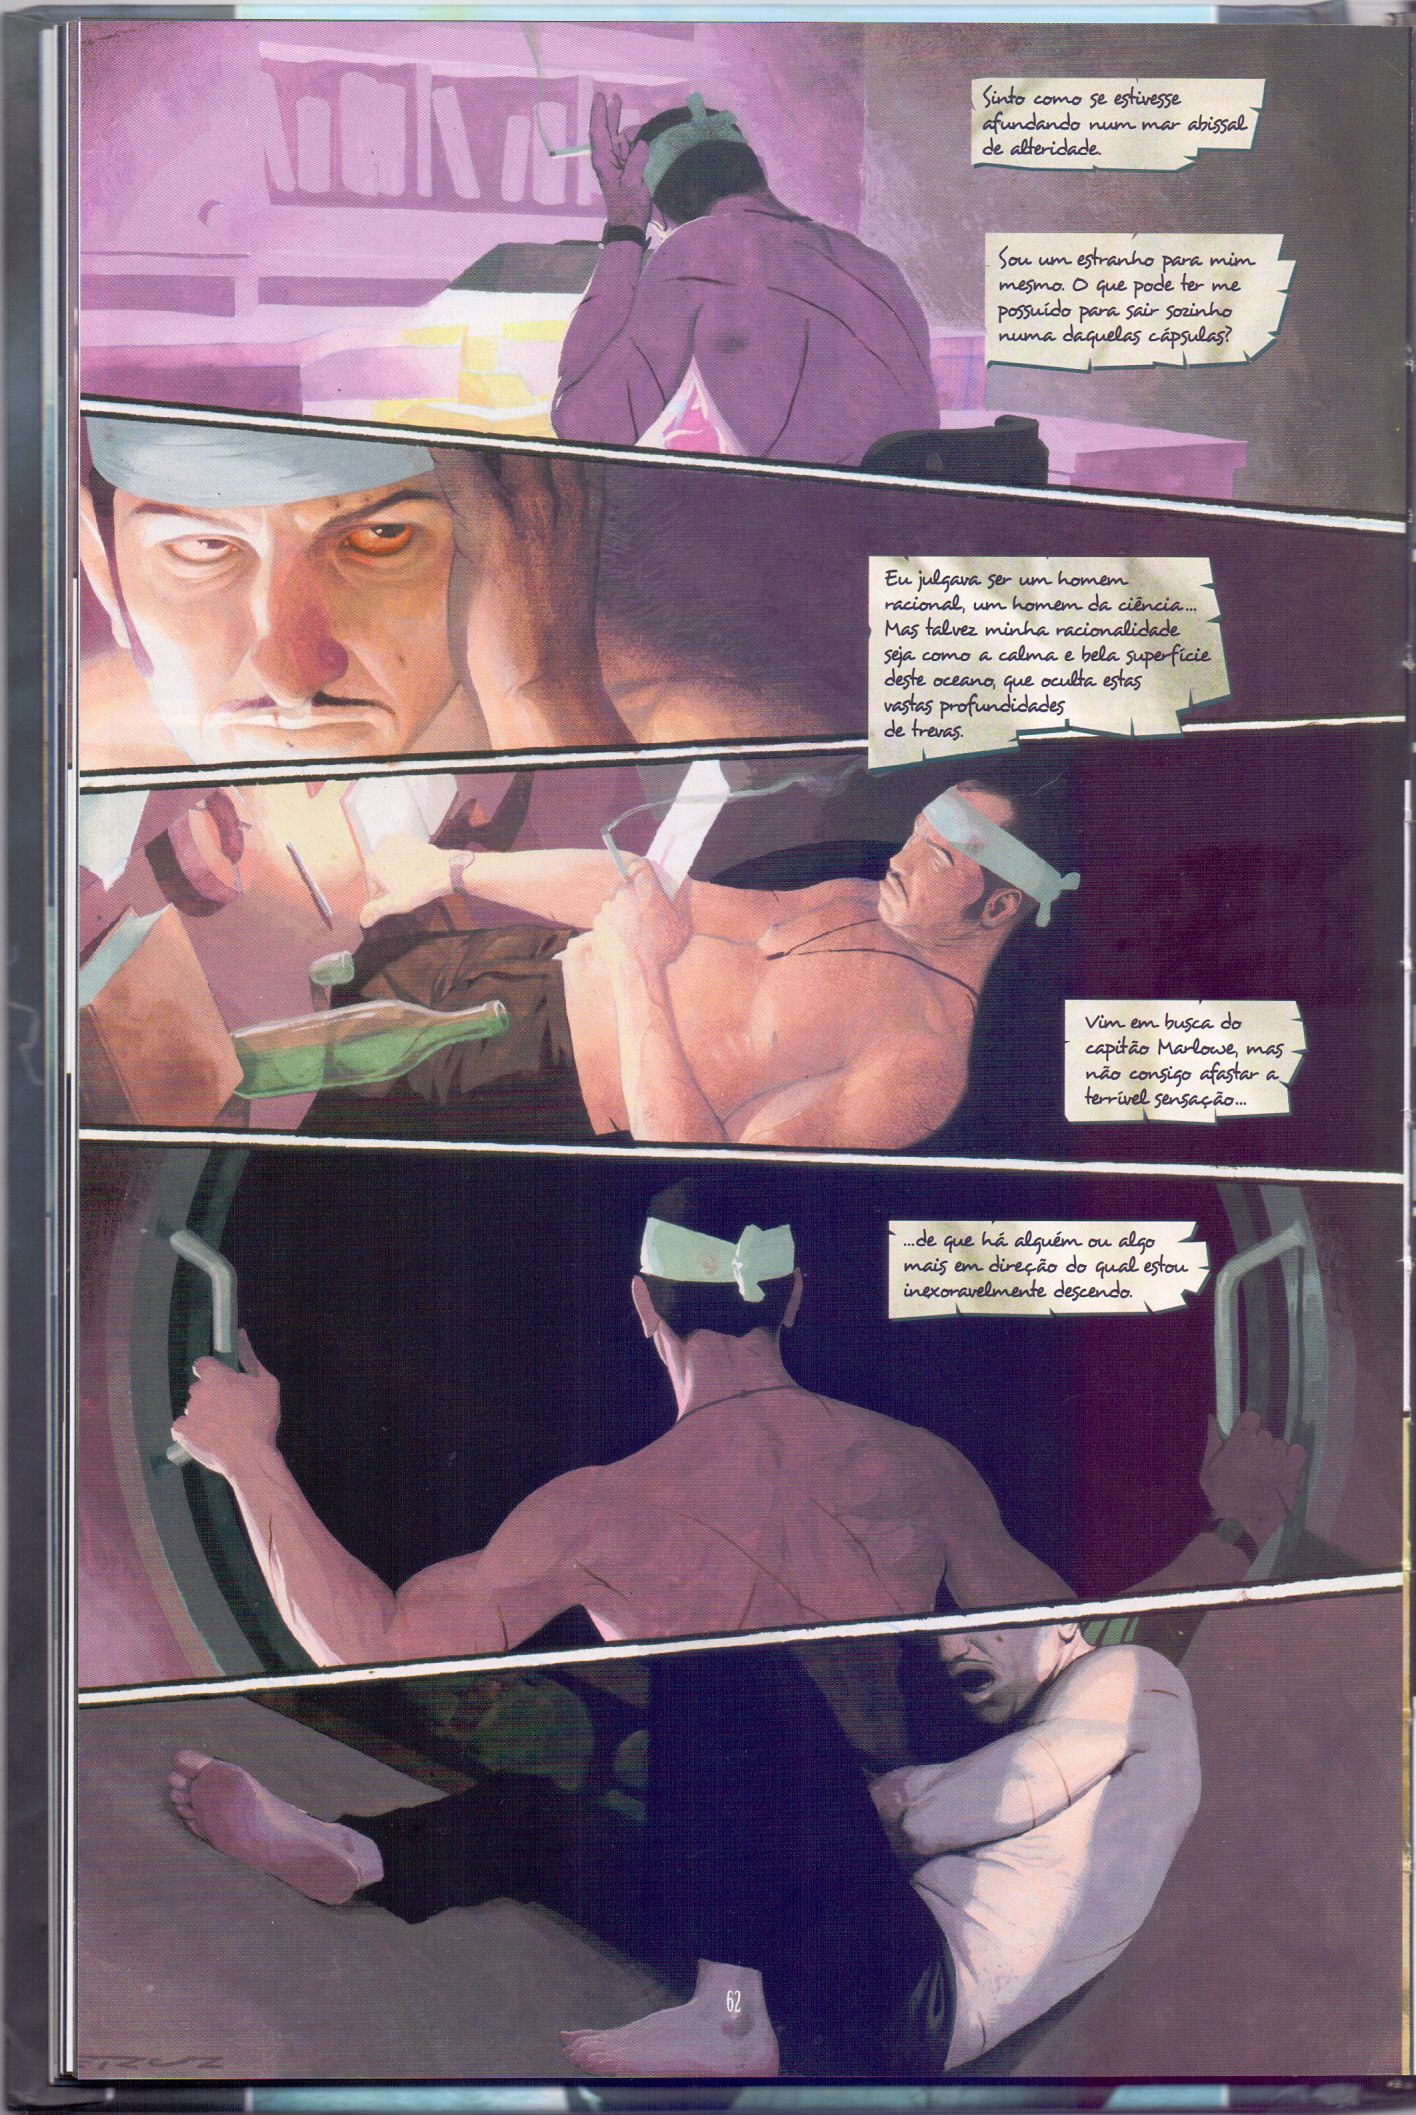 Sinto como se estivesse
afundando num mar abissal
de alteridade.
Sou um estranho para mim
mesmo. O que pode ter me
possuído para sair sozinho
numa daquelas cápsulas?
Eu julgava ser um homem
racional, um homem da ciência...
Mas talvez minha racionalidade
seja como a calma e bela superfície
deste oceano, que oculta estas
vastas profundidades
de trevas.
Vim em busca do
capitão Marlowe, mas
não consigo afastar a
terrível sensação...
...de que há alguém ou algo
mais em direção do qual estou
inexoravelmente descendo.
62